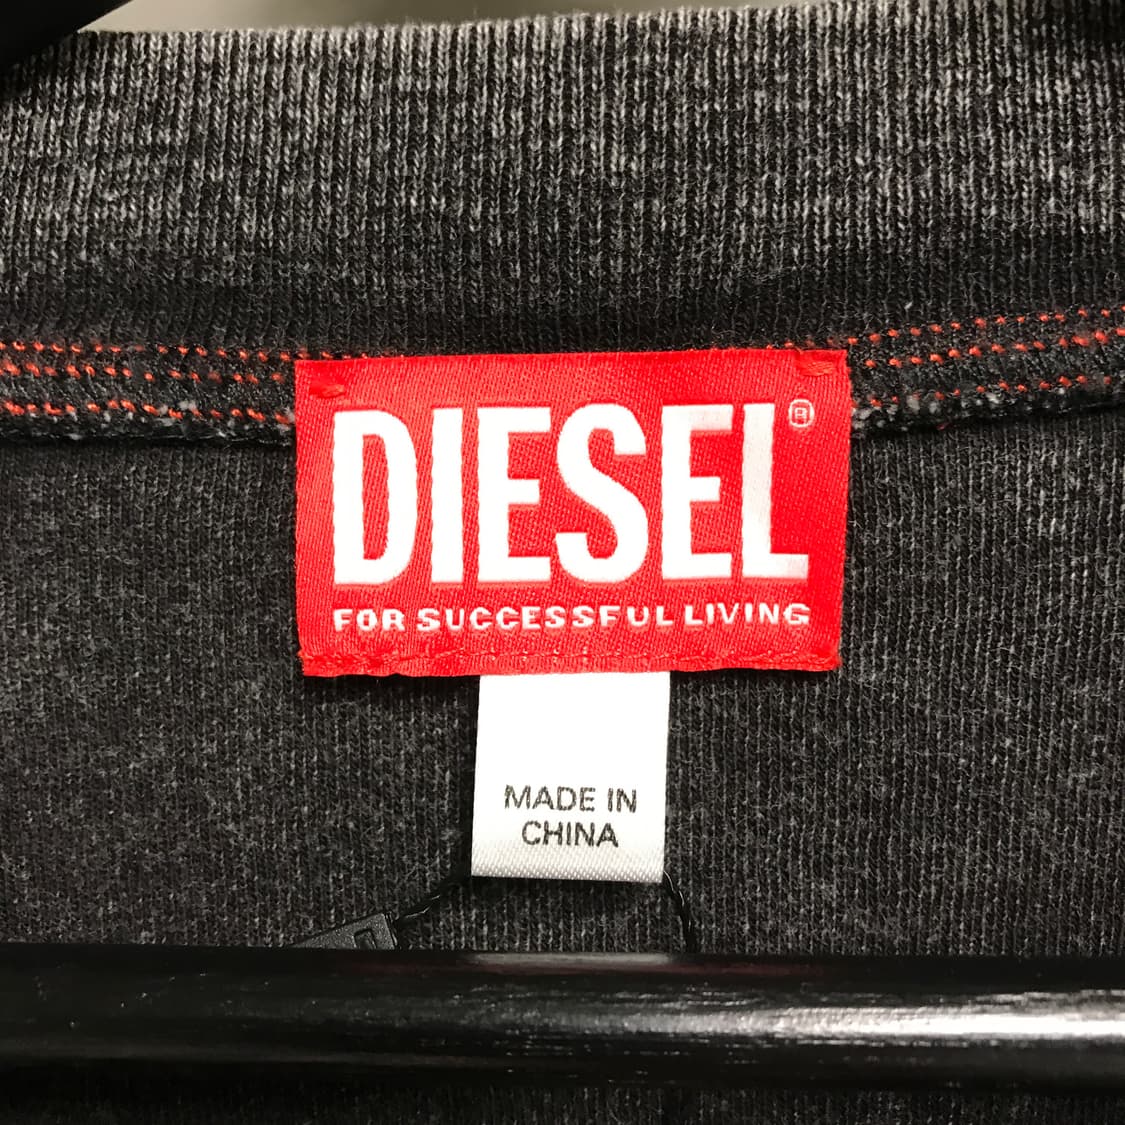 DIESEL®
FOR SUCCESSFUL LIVING
MADE IN
CHINA